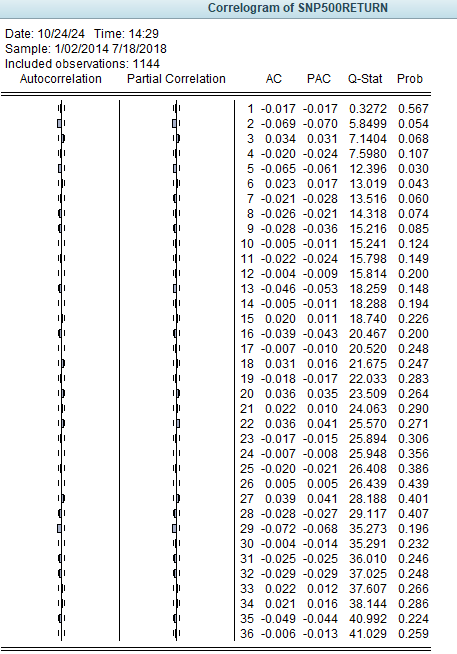 Correlogram of SNP500RETURN
Date: 10/24/24 Time: 14:29
Sample: 1/02/2014 7/18/2018
Included observations: 1144
Autocorrelation Partial Correlation AC PAC Q-Stat Prob
1 -0.017 -0.017 0.3272 0.567
2 -0.069 -0.070 5.8499 0.054
3 0.034 0.031 7.1404 0.068
4 -0.020 -0.024 7.5980 0.107
5 -0.065 -0.061 12.396 0.030
6 0.023 0.017 13.019 0.043
7 -0.021 -0.028 13.516 0.060
8 -0.026 -0.021 14.318 0.074
9 -0.028 -0.036 15.216 0.085
10 -0.005 -0.011 15.241 0.124
11 -0.022 -0.024 15.798 0.149
12 -0.004 -0.009 15.814 0.200
13 -0.046 -0.053 18.259 0.148
14 -0.005 -0.011 18.288 0.194
15 0.020 0.011 18.740 0.226
16 -0.039 -0.043 20.467 0.200
17 -0.007 -0.010 20.520 0.248
18 0.031 0.016 21.675 0.247
19 -0.018 -0.017 22.033 0.283
20 0.036 0.035 23.509 0.264
21 0.022 0.010 24.063 0.290
22 0.036 0.041 25.570 0.271
23 -0.017 -0.015 25.894 0.306
24 -0.007 -0.008 25.948 0.356
25 -0.020 -0.021 26.408 0.386
26 0.005 0.005 26.439 0.439
27 0.039 0.041 28.188 0.401
28 -0.028 -0.027 29.117 0.407
29 -0.072 -0.068 35.273 0.196
30 -0.004 -0.014 35.291 0.232
31 -0.025 -0.025 36.010 0.246
32 -0.029 -0.029 37.025 0.248
33 0.022 0.012 37.607 0.266
34 0.021 0.016 38.144 0.286
35 -0.049 -0.044 40.992 0.224
36 -0.006 -0.013 41.029 0.259